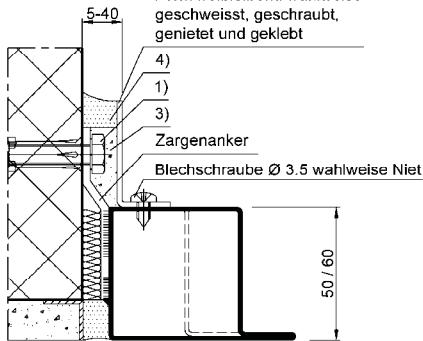 5-40
geschweisst, geschraubt,
genietet und geklebt
4)
1)
3)
Zargenanker
Blechschraube Ø 3.5 wahlweise Niet
50 / 60